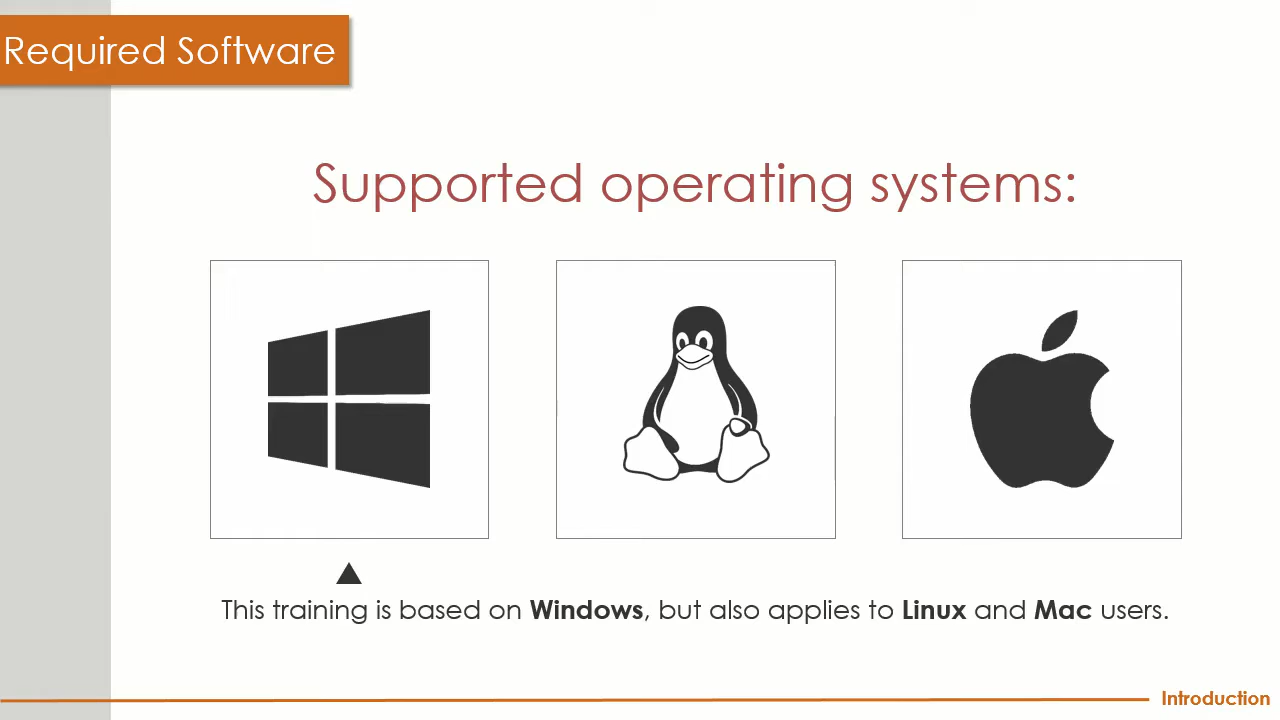 Required Software
Supported operating systems:
This training is based on Windows, but also applies to Linux and Mac users.
Introduction